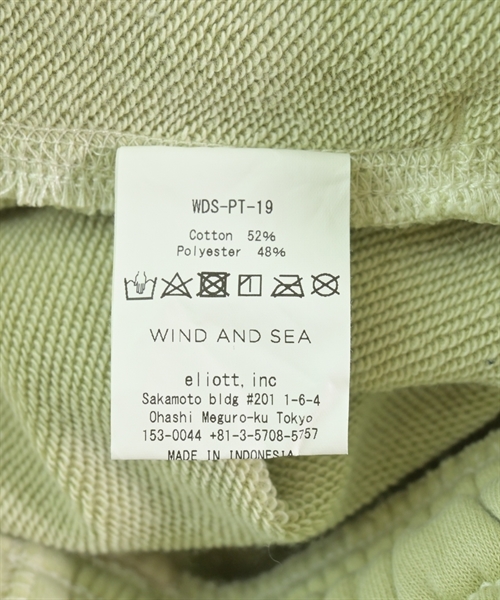 WDS-PT-19
Cotton 52%
Polyester 48%
WIND AND SEA
eliott, inc
Sakamoto bldg #201 1-6-4
Ohashi Meguro-ku Tokyo
153-0044 +81-3-5708-5757
MADE IN INDONESIA